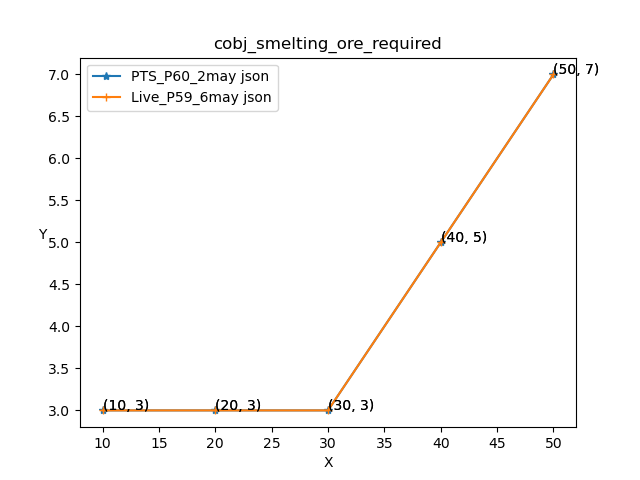 cobj_smelting_ore_required
PTS_P60_2may json
Live_P59_6may json
7.0
6.5
6.0
5.5
5.0
4.5
4.0
3.5
3.0
Y
(50, 7)
(40, 5)
(10, 3) (20, 3) (30, 3)
10 15 20 25 30 35 40 45 50
X